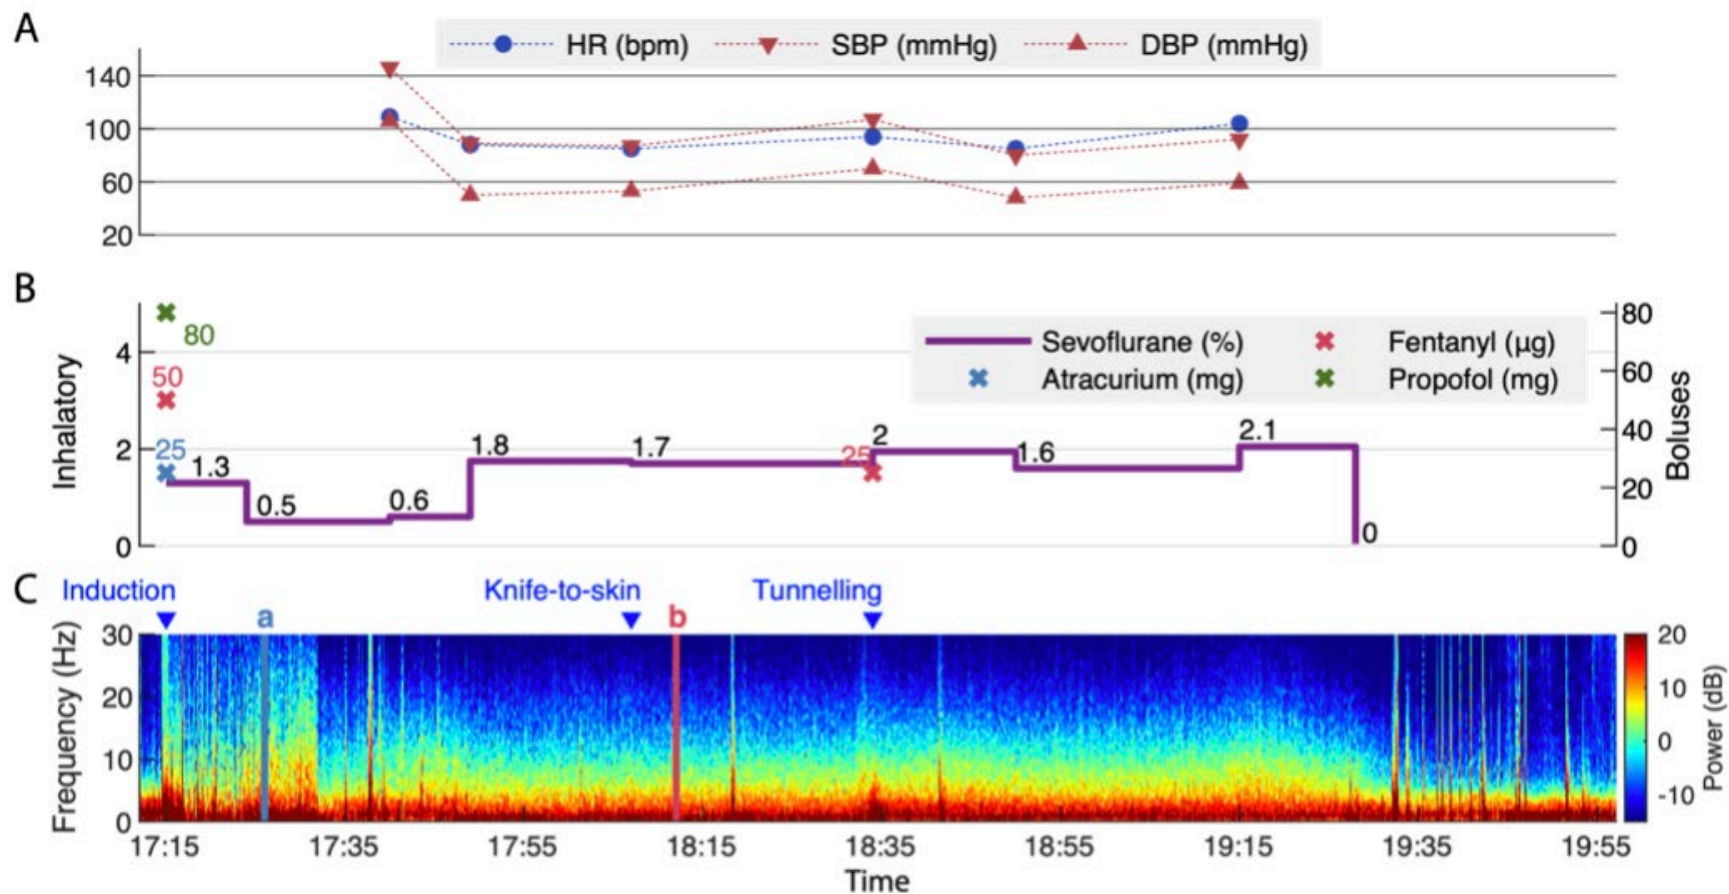 A
HR (bpm) SBP (mmHg) DBP (mmHg)
140
100
60
20
B
Inhalatory
4
2
0
80
50
25
1.3
0.5
0.6
1.8
1.7
25
2
1.6
2.1
0
Sevoflurane (%) Fentanyl (µg)
Atracurium (mg) Propofol (mg)
80
60
40
20
0
Boluses
C
Induction Knife-to-skin Tunnelling
a b
Frequency (Hz)
30
20
10
0
20
10
0
-10
Power (dB)
17:15 17:35 17:55 18:15 18:35 18:55 19:15 19:35 19:55
Time